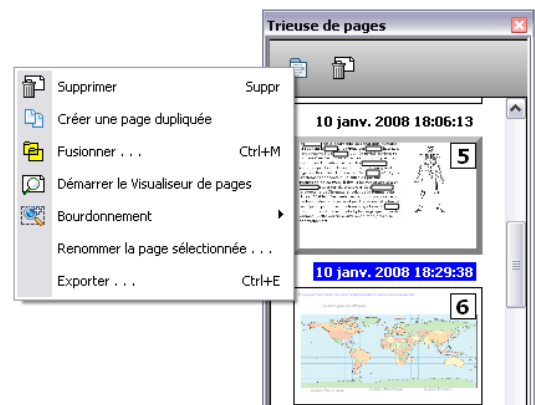 Trieuse de pages
Supprimer Suppr
Créer une page dupliquée
Fusionner . . . Ctrl+M
Démarrer le Visualiseur de pages
Bourdonnement
Renommer la page sélectionnée . . .
Exporter . . . Ctrl+E
10 janv. 2008 18:06:13
5
10 janv. 2008 18:29:38
6